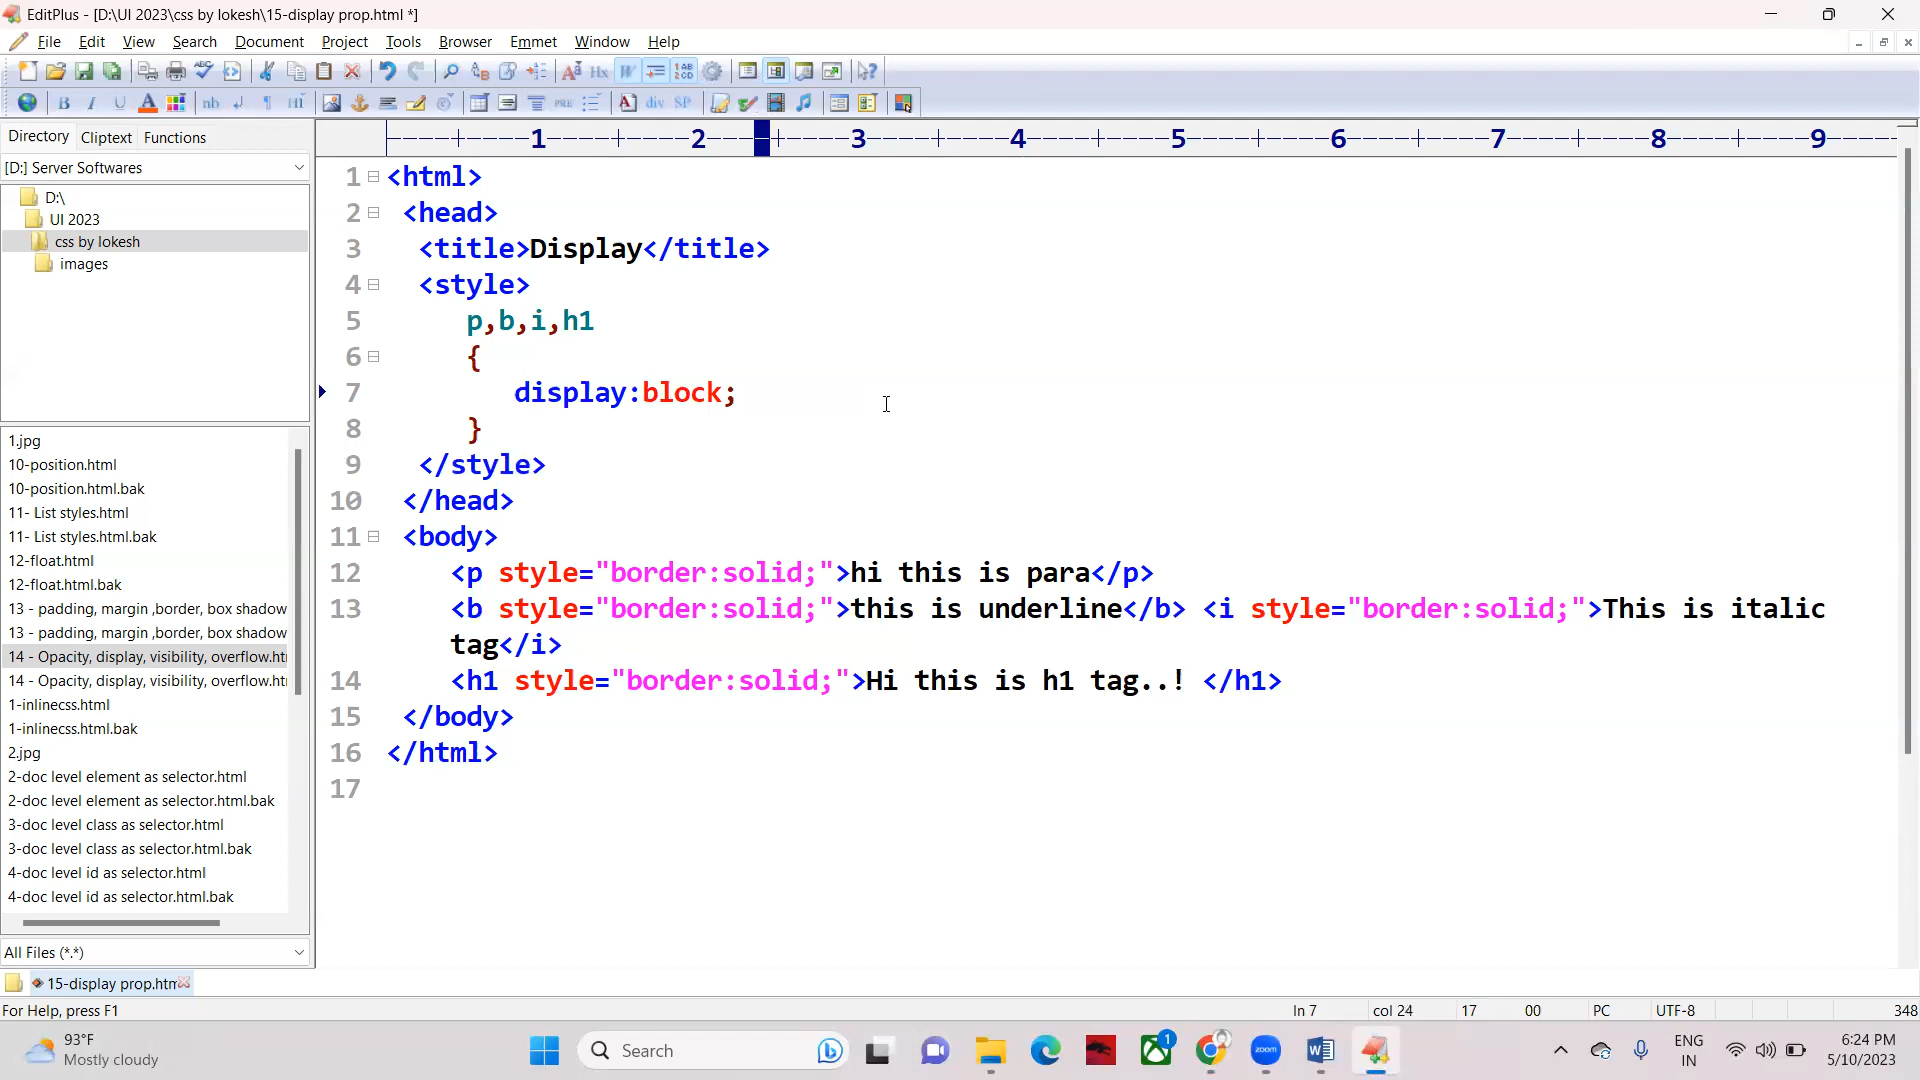 EditPlus - [D:\UI 2023\css by lokesh\15-display prop.html *]
File Edit View Search Document Project Tools Browser Emmet Window Help
Directory Cliptext Functions
[D:] Server Softwares
D:\
UI 2023
css by lokesh
images
1.jpg
10-position.html
10-position.html.bak
11- List styles.html
11- List styles.html.bak
12-float.html
12-float.html.bak
13 - padding, margin ,border, box shadow
13 - padding, margin ,border, box shadow
14 - Opacity, display, visibility, overflow.ht
14 - Opacity, display, visibility, overflow.ht
1-inlinecss.html
1-inlinecss.html.bak
2.jpg
2-doc level element as selector.html
2-doc level element as selector.html.bak
3-doc level class as selector.html
3-doc level class as selector.html.bak
4-doc level id as selector.html
4-doc level id as selector.html.bak
All Files (*.*)
1 2 3 4 5 6 7 8 9
1 <html>
2 <head>
3 <title>Display</title>
4 <style>
5 p,b,i,h1
6 {
7 display:block;
8 }
9 </style>
10 </head>
11 <body>
12 <p style="border:solid;">hi this is para</p>
13 <b style="border:solid;">this is underline</b> <i style="border:solid;">This is italic
tag</i>
14 <h1 style="border:solid;">Hi this is h1 tag..! </h1>
15 </body>
16 </html>
17
15-display prop.htm
For Help, press F1 ln 7 col 24 17 00 PC UTF-8 348
93°F
Mostly cloudy
Search
zoom
1
ENG
IN
6:24 PM
5/10/2023